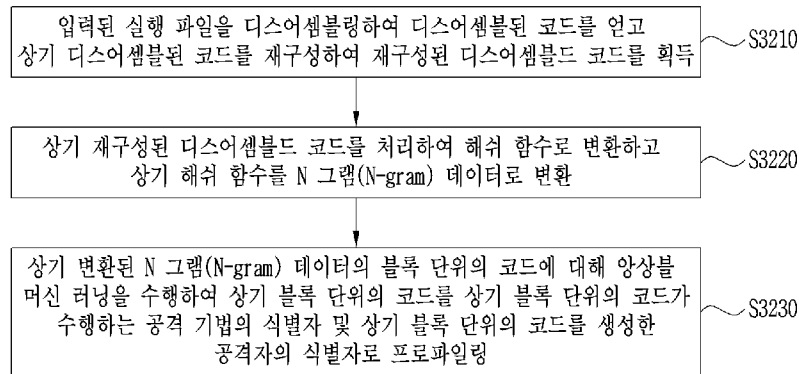 입력된 실행 파일을 디스어셈블링하여 디스어셈블된 코드를 얻고
상기 디스어셈블된 코드를 재구성하여 재구성된 디스어셈블드 코드를 획득
S3210
상기 재구성된 디스어셈블드 코드를 처리하여 해쉬 함수로 변환하고
상기 해쉬 함수를 N 그램(N-gram) 데이터로 변환
S3220
상기 변환된 N 그램(N-gram) 데이터의 블록 단위의 코드에 대해 앙상블
머신 러닝을 수행하여 상기 블록 단위의 코드를 상기 블록 단위의 코드가
수행하는 공격 기법의 식별자 및 상기 블록 단위의 코드를 생성한
공격자의 식별자로 프로파일링
S3230